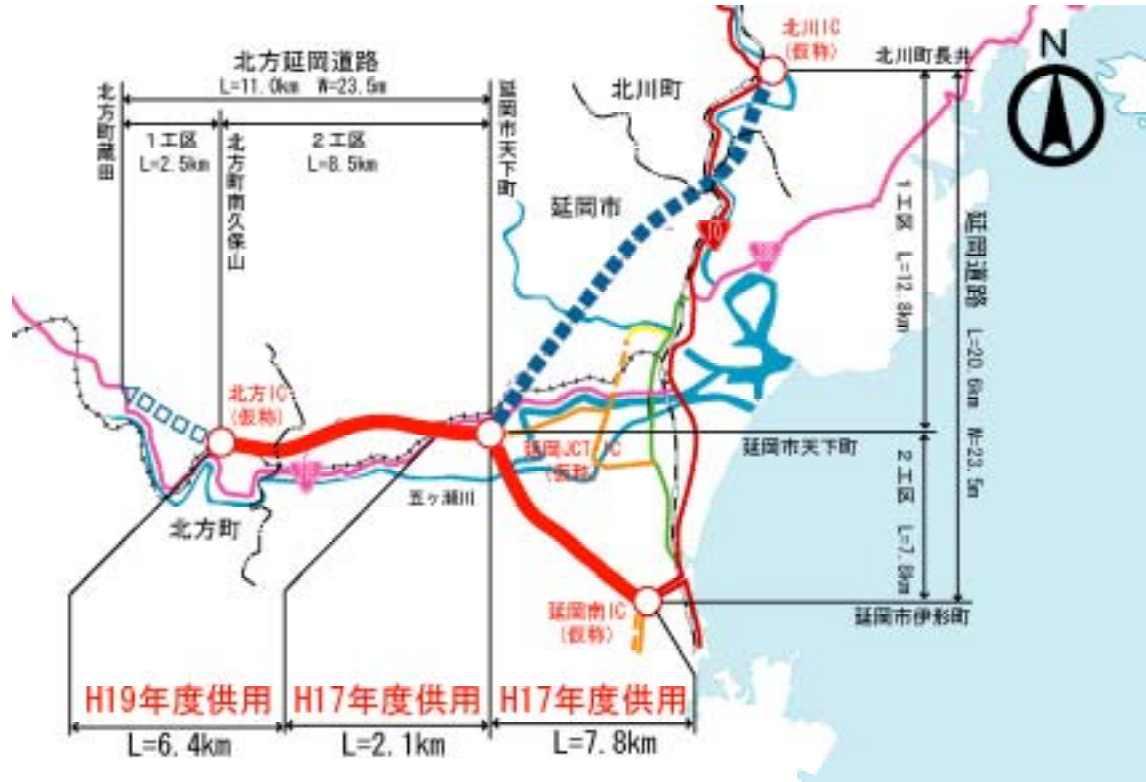 北方延岡道路
L=11.0km W=23.5m
北方町蔵田
1工区
L=2.5km
北方町南久保山
2工区
L=8.5km
延岡市天下町
北川IC
(仮称)
北川町長井
N
北川町
延岡市
10
1工区 L=12.8km
延岡道路 L=20.6km W=23.5m
北方IC
(仮称)
延岡JCT IC
(仮称)
延岡市天下町
2工区 L=7.8km
五ヶ瀬川
北方町
延岡南IC
(仮称)
延岡市伊形町
H19年度供用
H17年度供用
H17年度供用
L=6.4km
L=2.1km
L=7.8km